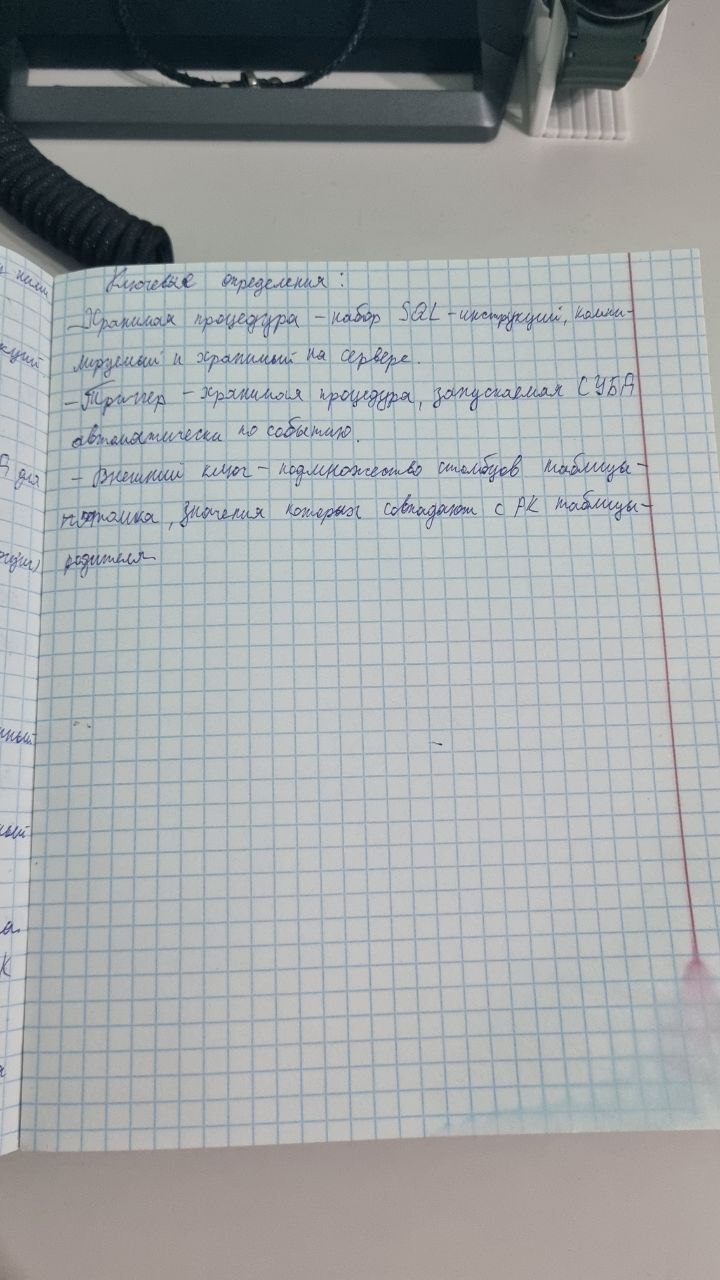 Ключевые определения:
- Хранимая процедура - набор SQL-инструкций, компи-
лируемый и хранимый на сервере.
- Триггер - хранимая процедура, запускаемая СУБД
автоматически по событию.
- Внешний ключ - подмножество столбцов таблицы-
потомка, значения которых совпадают с PK таблицы-
родителя
для